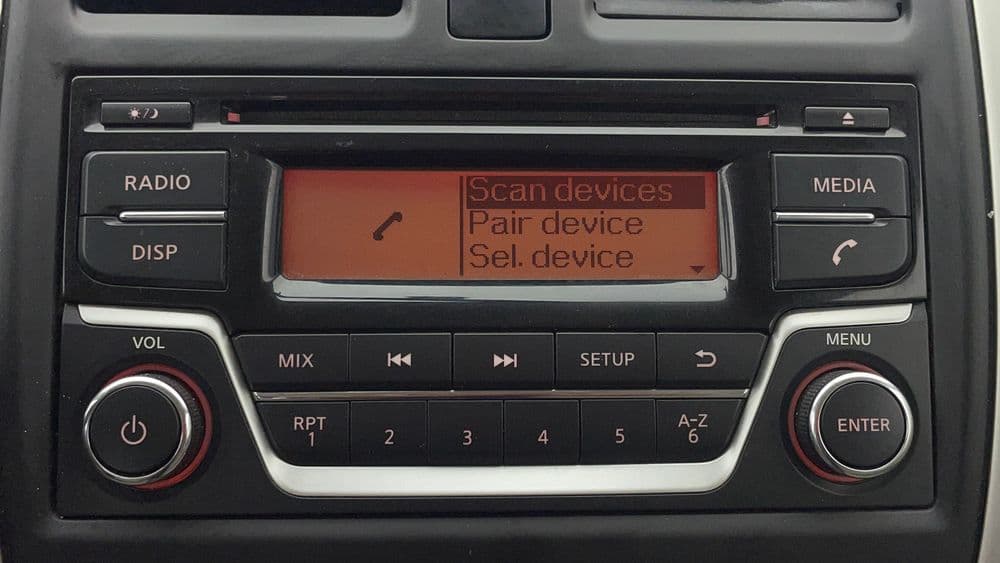 RADIO
DISP
Scan devices
Pair device
Sel. device
MEDIA
VOL
MENU
MIX
SETUP
ENTER
RPT
1
2
3
4
5
A-Z
6